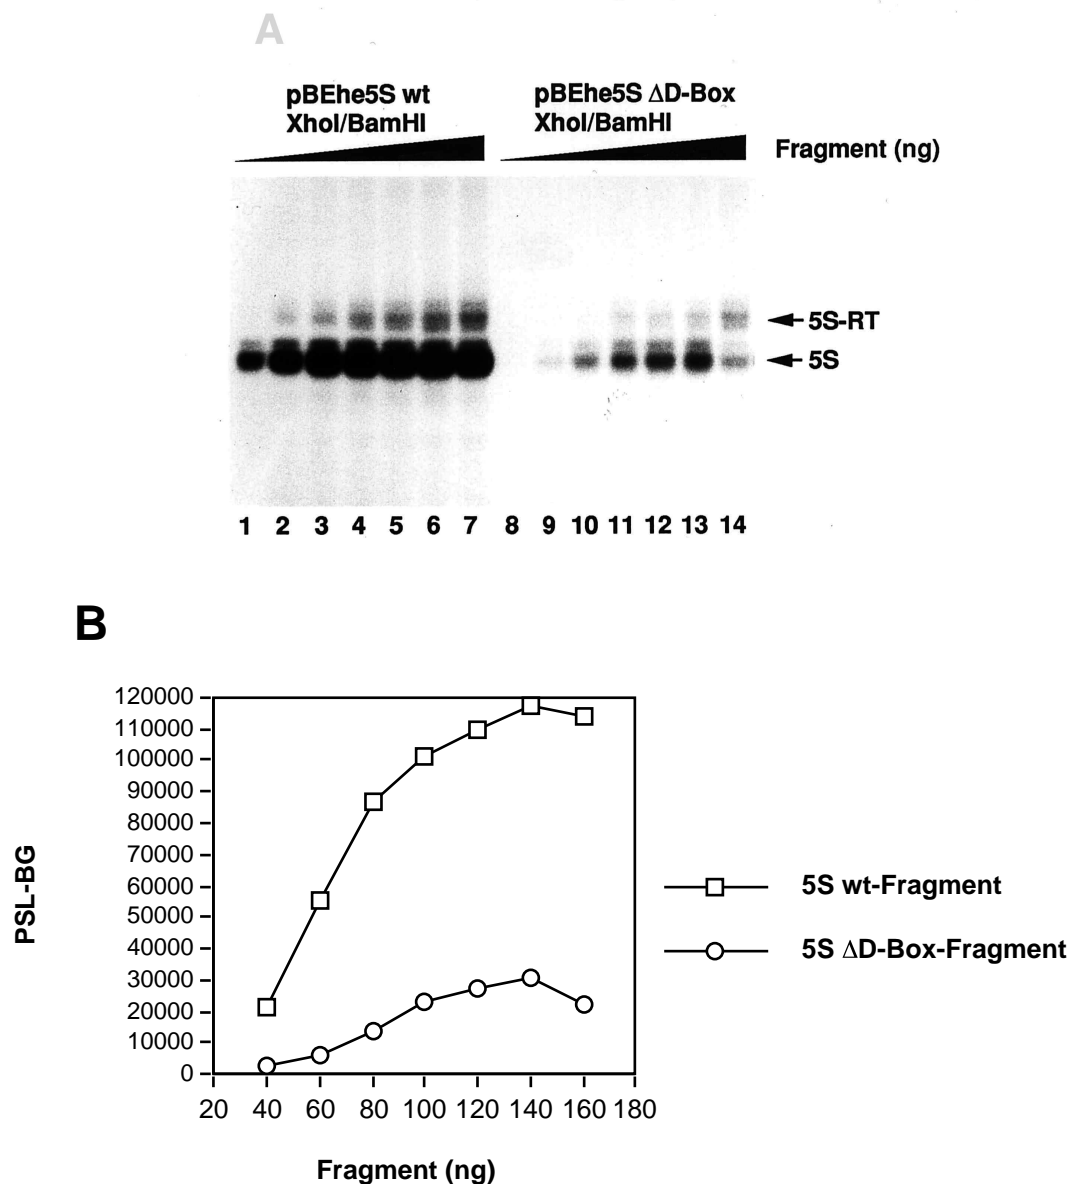 A
pBEhe5S wt
XhoI/BamHI
pBEhe5S ΔD-Box
XhoI/BamHI
Fragment (ng)
5S-RT
5S
1 2 3 4 5 6 7 8 9 10 11 12 13 14
B
120000
110000
100000
90000
80000
70000
60000
50000
40000
30000
20000
10000
0
PSL-BG
20 40 60 80 100 120 140 160 180
Fragment (ng)
5S wt-Fragment
5S ΔD-Box-Fragment